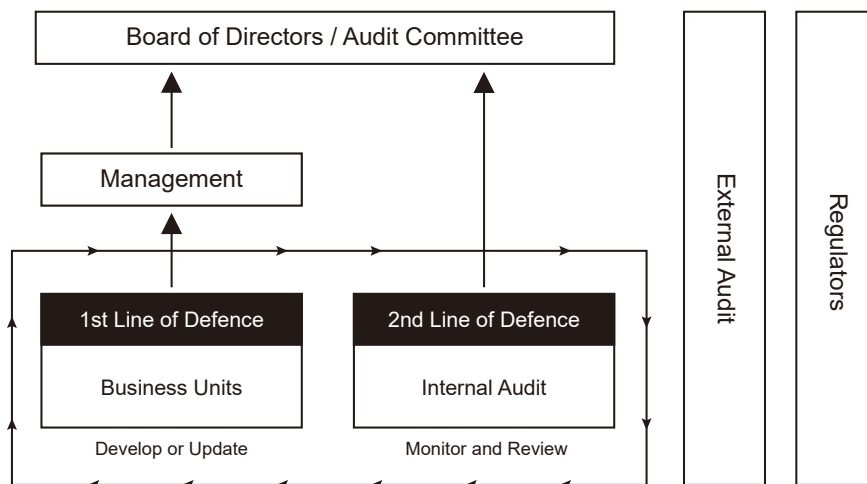 Board of Directors / Audit Committee
Management
1st Line of Defence
Business Units
Develop or Update
2nd Line of Defence
Internal Audit
Monitor and Review
External Audit
Regulators